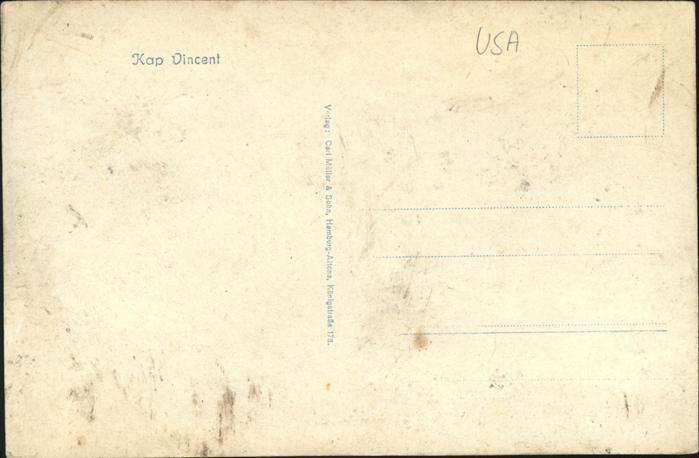 Kap Vincent
USA
Verlag: Carl Müller & Sohn, Hamburg-Altona, Königstraße 178.